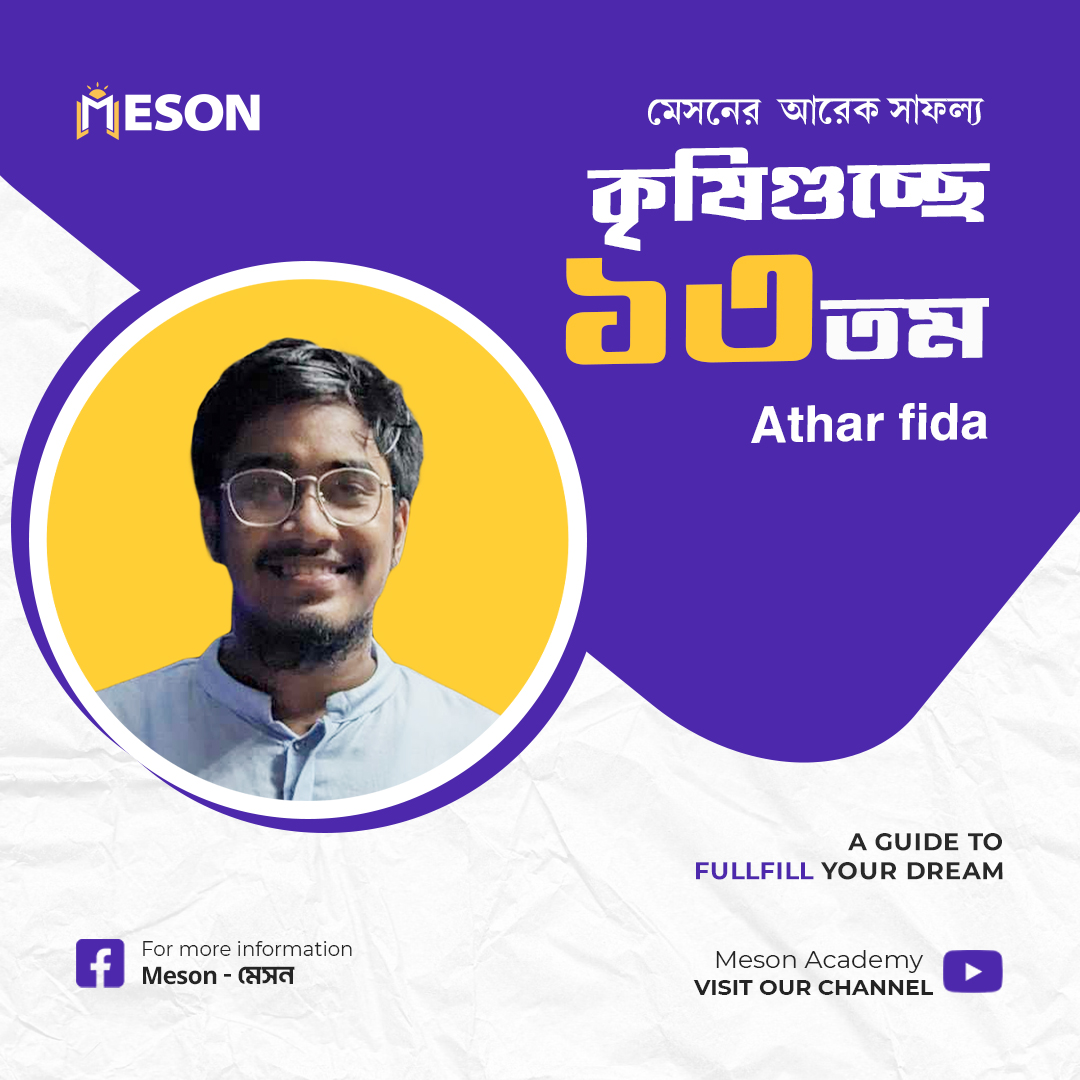 MESON
মেসনের আরেক সাফল্য
কৃষিগুচ্ছে
১৩তম
Athar fida
A GUIDE TO
FULLFILL YOUR DREAM
For more information
Meson - মেসন
Meson Academy
VISIT OUR CHANNEL